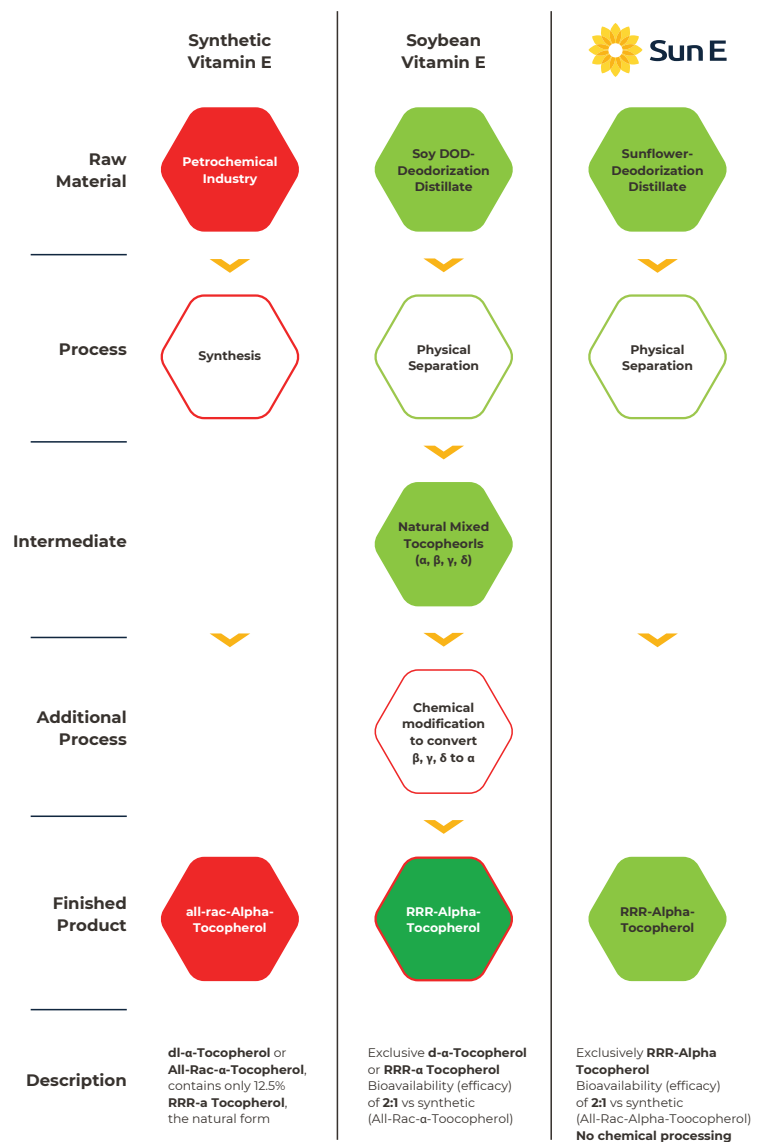 Synthetic
Vitamin E
Soybean
Vitamin E
Sun E
Raw
Material
Petrochemical
Industry
Soy DOD-
Deodorization
Distillate
Sunflower-
Deodorization
Distillate
Process
Synthesis
Physical
Separation
Physical
Separation
Intermediate
Natural Mixed
Tocopheorls
(α, β, γ, δ)
Additional
Process
Chemical
modification
to convert
β, γ, δ to α
Finished
Product
all-rac-Alpha-
Tocopherol
RRR-Alpha-
Tocopherol
RRR-Alpha-
Tocopherol
Description
dl-α-Tocopherol or
All-Rac-α-Tocopherol,
contains only 12.5%
RRR-a Tocopherol,
the natural form
Exclusive d-α-Tocopherol
or RRR-α Tocopherol
Bioavailability (efficacy)
of 2:1 vs synthetic
(All-Rac-α-Toocopherol)
Exclusively RRR-Alpha
Tocopherol
Bioavailability (efficacy)
of 2:1 vs synthetic
(All-Rac-Alpha-Toocopherol)
No chemical processing